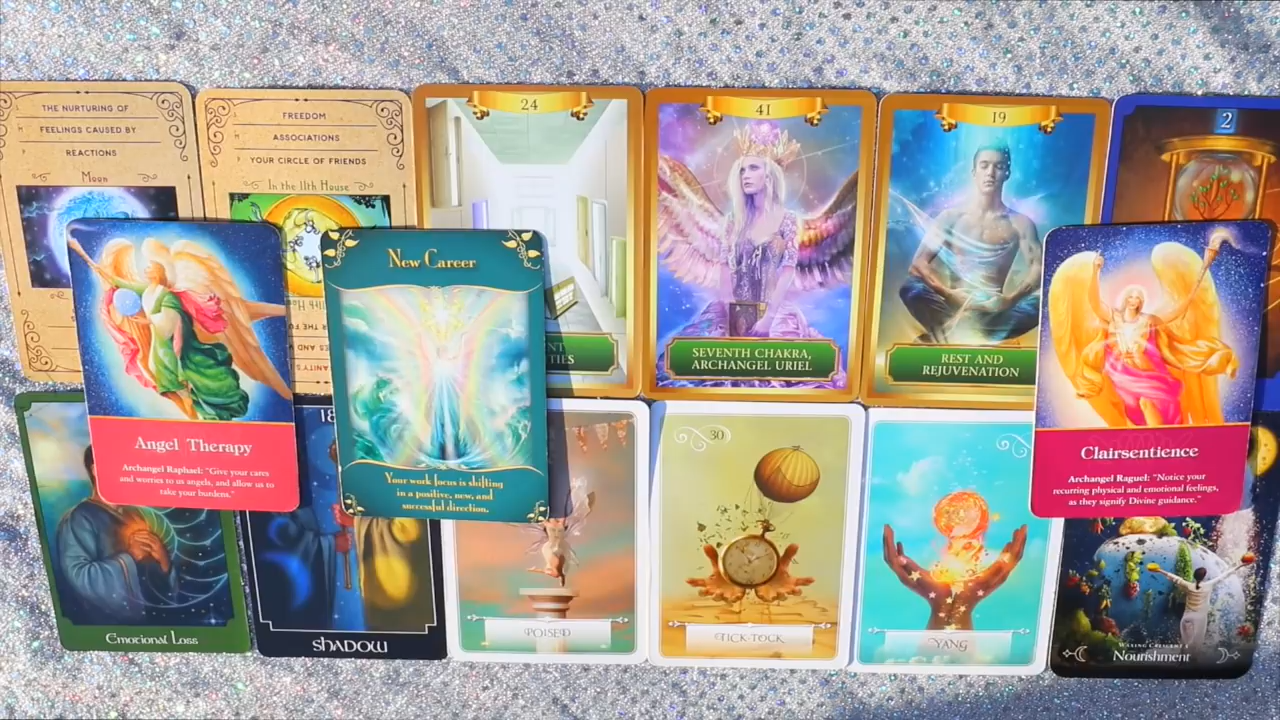 THE NURTURING OF
FEELINGS CAUSED BY
REACTIONS
Moon
FREEDOM
ASSOCIATIONS
YOUR CIRCLE OF FRIENDS
In the 11th House
24
41
SEVENTH CHAKRA,
ARCHANGEL URIEL
19
REST AND
REJUVENATION
2
Angel Therapy
Archangel Raphael: "Give your cares
and worries to us angels, and allow us to
take your burdens."
New Career
Your work focus is shifting
in a positive, new, and
successful direction.
Clairsentience
Archangel Raguel: "Notice your
recurring physical and emotional feelings,
as they signify Divine guidance."
Emotional Loss
SHADOW
POISED
30
TICK-TOCK
YANG
WAXING CRESCENT
Nourishment